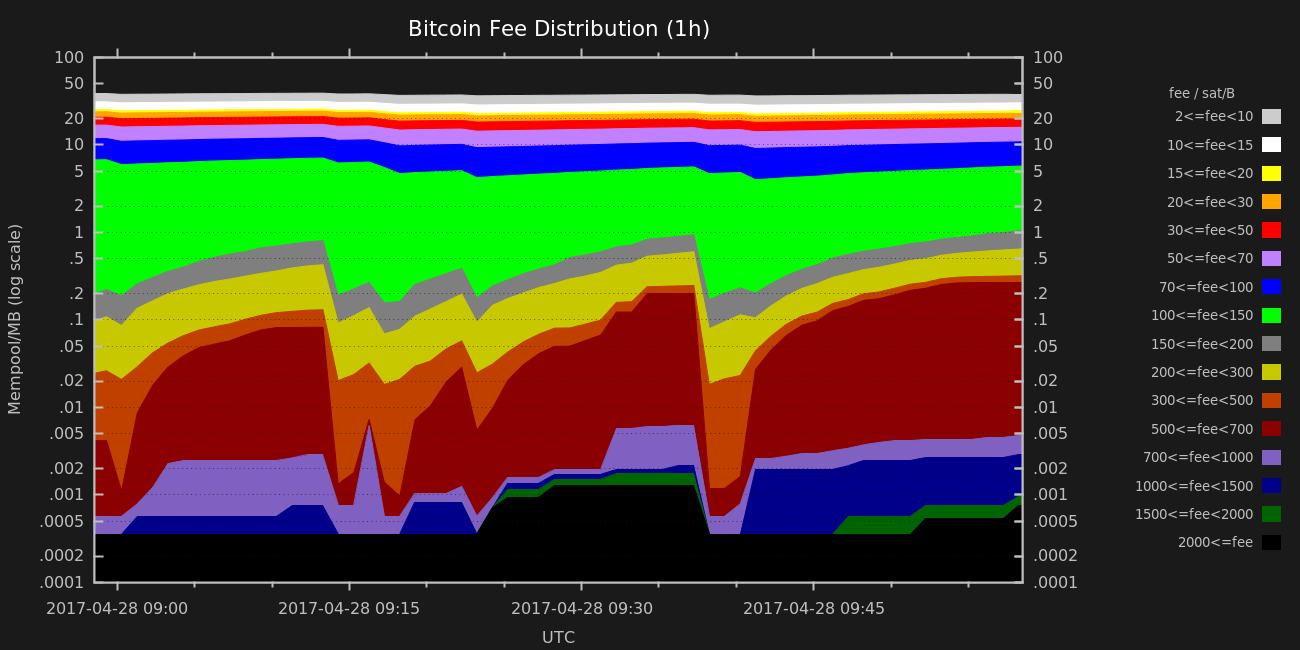 Bitcoin Fee Distribution (1h)
100
50
20
10
5
2
1
.5
.2
.1
.05
.02
.01
.005
.002
.001
.0005
.0002
.0001
Mempool/MB (log scale)
100
50
20
10
5
2
1
.5
.2
.1
.05
.02
.01
.005
.002
.001
.0005
.0002
.0001
2017-04-28 09:00
2017-04-28 09:15
2017-04-28 09:30
2017-04-28 09:45
UTC
fee / sat/B
2<=fee<10
10<=fee<15
15<=fee<20
20<=fee<30
30<=fee<50
50<=fee<70
70<=fee<100
100<=fee<150
150<=fee<200
200<=fee<300
300<=fee<500
500<=fee<700
700<=fee<1000
1000<=fee<1500
1500<=fee<2000
2000<=fee